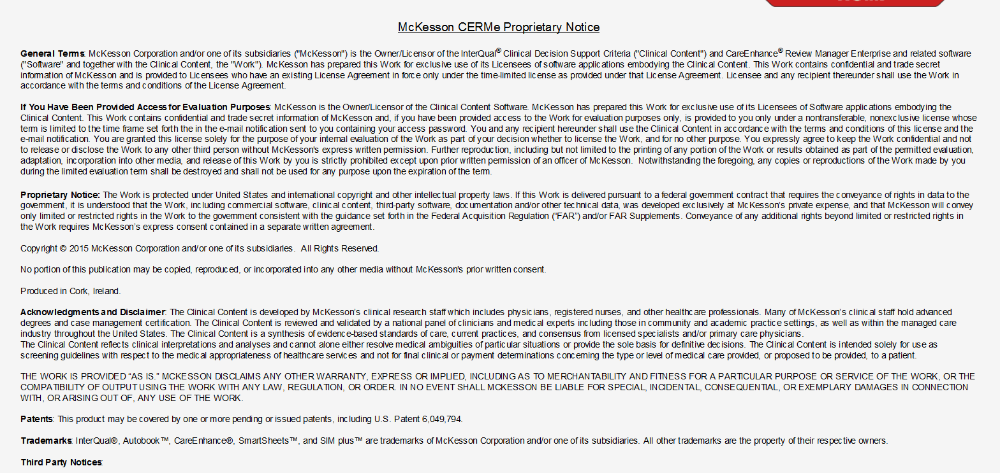 McKesson CERMe Proprietary Notice
General Terms: McKesson Corporation and/or one of its subsidiaries ("McKesson") is the Owner/Licensor of the InterQual® Clinical Decision Support Criteria ("Clinical Content") and CareEnhance® Review Manager Enterprise and related software
("Software" and together with the Clinical Content, the "Work"). McKesson has prepared this Work for exclusive use of its Licensees of software applications embodying the Clinical Content. This Work contains confidential and trade secret
information of McKesson and is provided to Licensees who have an existing License Agreement in force only under the time-limited license as provided under that License Agreement. Licensee and any recipient thereunder shall use the Work in
accordance with the terms and conditions of the License Agreement.
If You Have Been Provided Access for Evaluation Purposes: McKesson is the Owner/Licensor of the Clinical Content Software. McKesson has prepared this Work for exclusive use of its Licensees of Software applications embodying the
Clinical Content. This Work contains confidential and trade secret information of McKesson and, if you have been provided access to the Work for evaluation purposes only, is provided to you only under a nontransferable, nonexclusive license whose
term is limited to the time frame set forth the in the e-mail notification sent to you containing your access password. You and any recipient hereunder shall use the Clinical Content in accordance with the terms and conditions of this license and the
e-mail notification. You are granted this license solely for the purpose of your internal evaluation of the Work as part of your decision whether to license the Work, and for no other purpose. You expressly agree to keep the Work confidential and not
to release or disclose the Work to any other third person without McKesson's express written permission. Further reproduction, including but not limited to the printing of any portion of the Work or results obtained as part of the permitted evaluation,
adaptation, incorporation into other media, and release of this Work by you is strictly prohibited except upon prior written permission of an officer of McKesson. Notwithstanding the foregoing, any copies or reproductions of the Work made by you
during the limited evaluation term shall be destroyed and shall not be used for any purpose upon the expiration of the term.
Proprietary Notice: The Work is protected under United States and international copyright and other intellectual property laws. If this Work is delivered pursuant to a federal government contract that requires the conveyance of rights in data to the
government, it is understood that the Work, including commercial software, clinical content, third-party software, documentation and/or other technical data, was developed exclusively at McKesson's private expense, and that McKesson will convey
only limited or restricted rights in the Work to the government consistent with the guidance set forth in the Federal Acquisition Regulation (“FAR”) and/or FAR Supplements. Conveyance of any additional rights beyond limited or restricted rights in
the Work requires McKesson’s express consent contained in a separate written agreement.
Copyright © 2015 McKesson Corporation and/or one of its subsidiaries. All Rights Reserved.
No portion of this publication may be copied, reproduced, or incorporated into any other media without McKesson's prior written consent.
Produced in Cork, Ireland.
Acknowledgments and Disclaimer: The Clinical Content is developed by McKesson’s clinical research staff which includes physicians, registered nurses, and other healthcare professionals. Many of McKesson’s clinical staff hold advanced
degrees and case management certification. The Clinical Content is reviewed and validated by a national panel of clinicians and medical experts including those in community and academic practice settings, as well as within the managed care
industry throughout the United States. The Clinical Content is a synthesis of evidence-based standards of care, current practices, and consensus from licensed specialists and/or primary care physicians.
The Clinical Content reflects clinical interpretations and analyses and cannot alone either resolve medical ambiguities of particular situations or provide the sole basis for definitive decisions. The Clinical Content is intended solely for use as
screening guidelines with respect to the medical appropriateness of healthcare services and not for final clinical or payment determinations concerning the type or level of medical care provided, or proposed to be provided, to a patient.
THE WORK IS PROVIDED “AS IS.” MCKESSON DISCLAIMS ANY OTHER WARRANTY, EXPRESS OR IMPLIED, INCLUDING AS TO MERCHANTABILITY AND FITNESS FOR A PARTICULAR PURPOSE OR SERVICE OF THE WORK, OR THE
COMPATIBILITY OF OUTPUT USING THE WORK WITH ANY LAW, REGULATION, OR ORDER. IN NO EVENT SHALL MCKESSON BE LIABLE FOR SPECIAL, INCIDENTAL, CONSEQUENTIAL, OR EXEMPLARY DAMAGES IN CONNECTION
WITH, OR ARISING OUT OF, ANY USE OF THE WORK.
Patents: This product may be covered by one or more pending or issued patents, including U.S. Patent 6,049,794.
Trademarks: InterQual®, Autobook™, CareEnhance®, SmartSheets™, and SIM plus™ are trademarks of McKesson Corporation and/or one of its subsidiaries. All other trademarks are the property of their respective owners.
Third Party Notices: